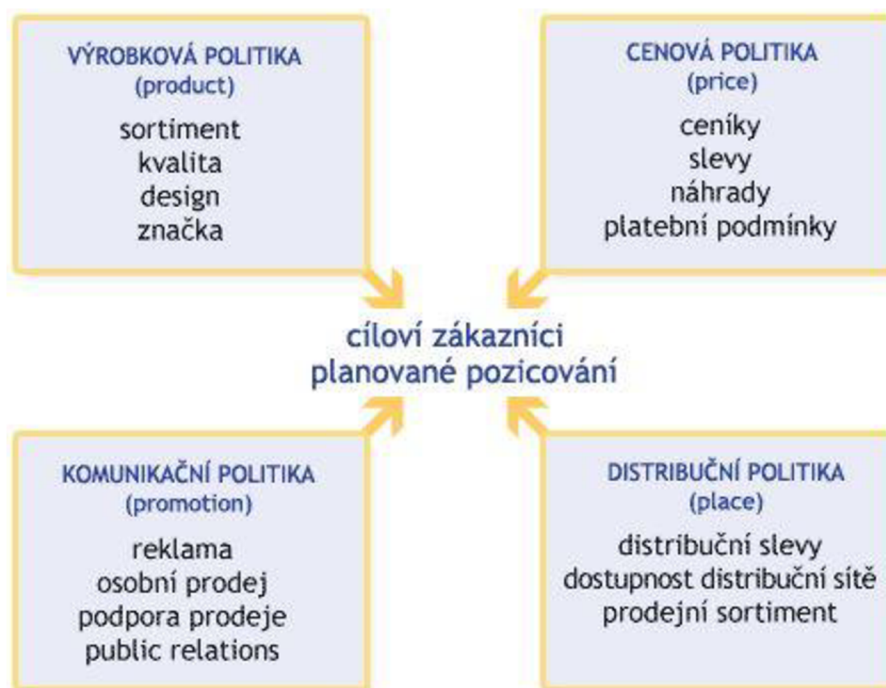 VÝROBKOVÁ POLITIKA
(product)
sortiment
kvalita
design
značka
CENOVÁ POLITIKA
(price)
ceníky
slevy
náhrady
platební podmínky
cíloví zákazníci
planované pozicování
KOMUNIKAČNÍ POLITIKA
(promotion)
reklama
osobní prodej
podpora prodeje
public relations
DISTRIBUČNÍ POLITIKA
(place)
distribuční slevy
dostupnost distribuční sítě
prodejní sortiment